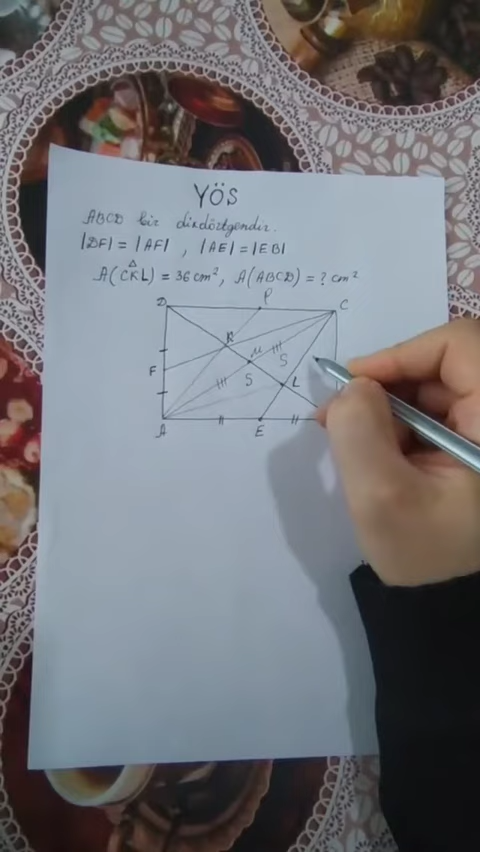 YÖS
ABCD bir dikdörtgendir.
|DF| = |AF| , |AE| = |EB|
A(CKL) = 36 cm², A(ABCD) = ? cm²
D P C
K M S
F S L
A E